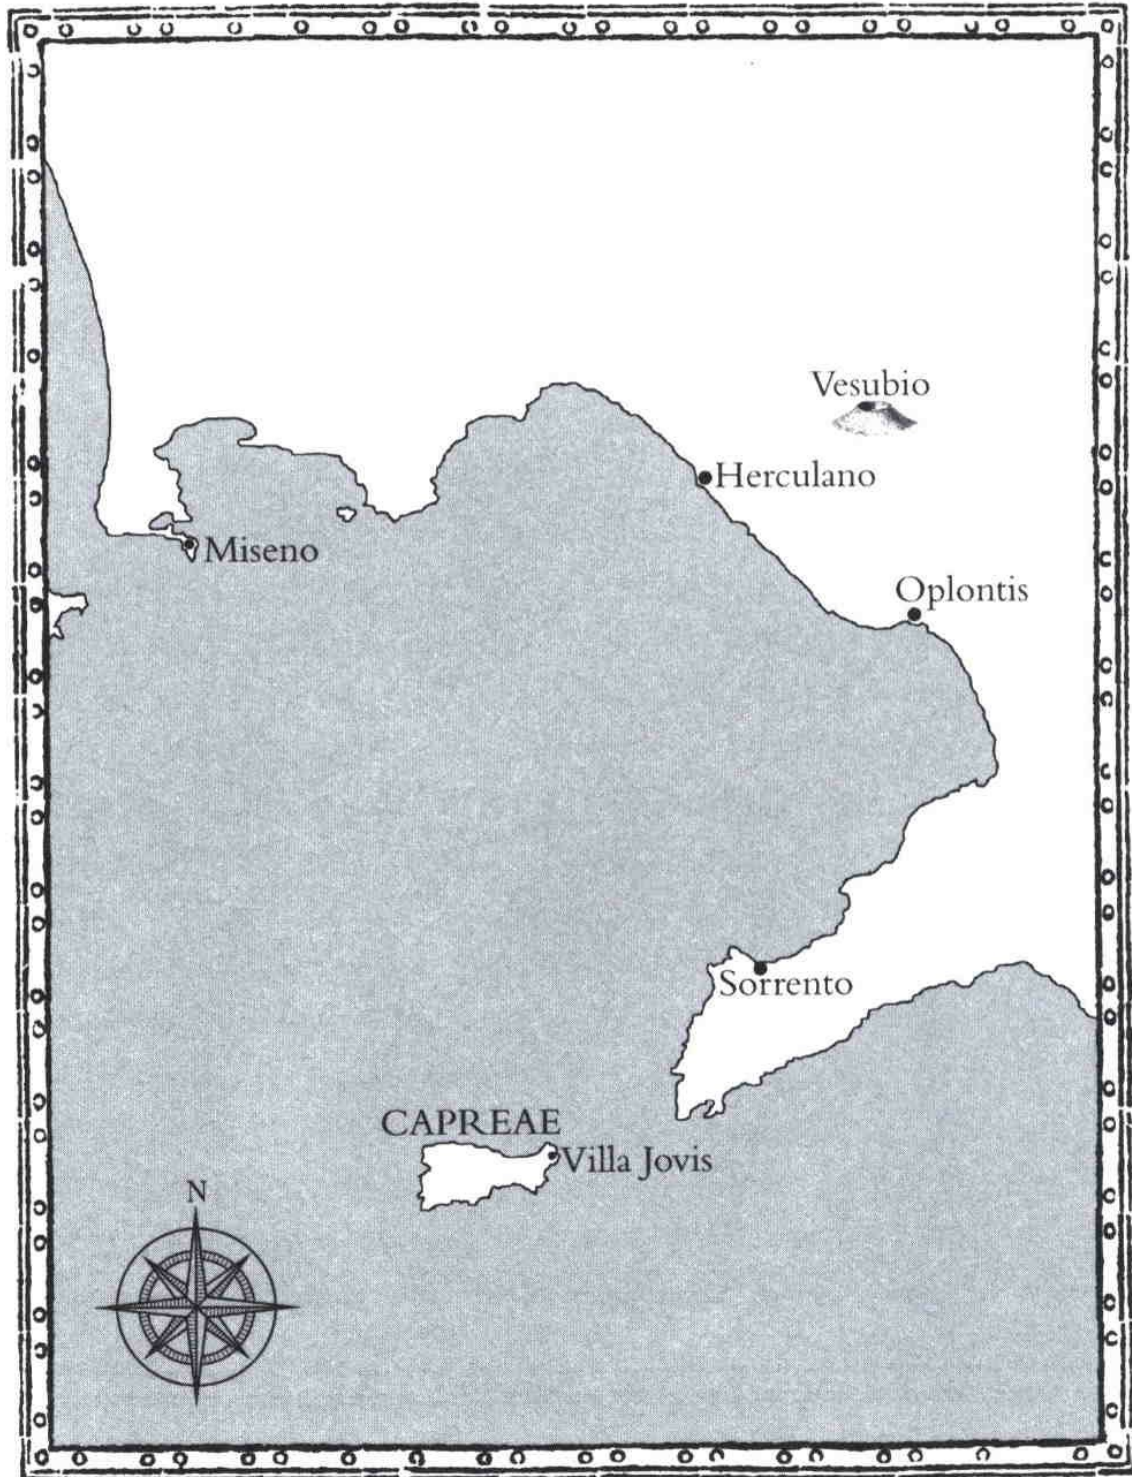 Vesubio
Herculano
Miseno
Oplontis
Sorrento
CAPREAE
Villa Jovis
N